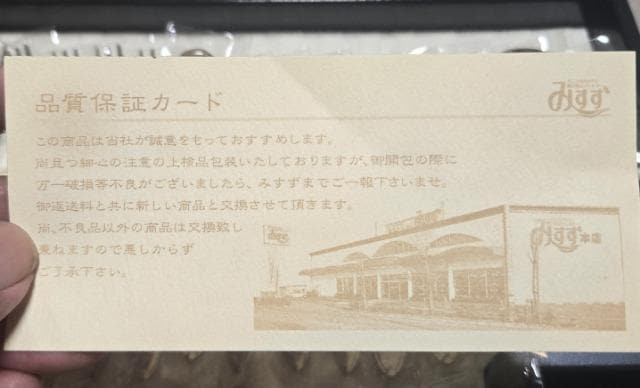 品質保証カード
みすず
この商品は当社が誠意をもっておすすめします。
尚且つ細心の注意の上検品包装いたしておりますが、御開包の際に
万一破損等不良がございましたら、みすずまでご一報下さいませ。
御返送料と共に新しい商品と交換させて頂きます。
尚、不良品以外の商品は交換致し
兼ねますので悪しからず
ご了承下さい。
みすず本店